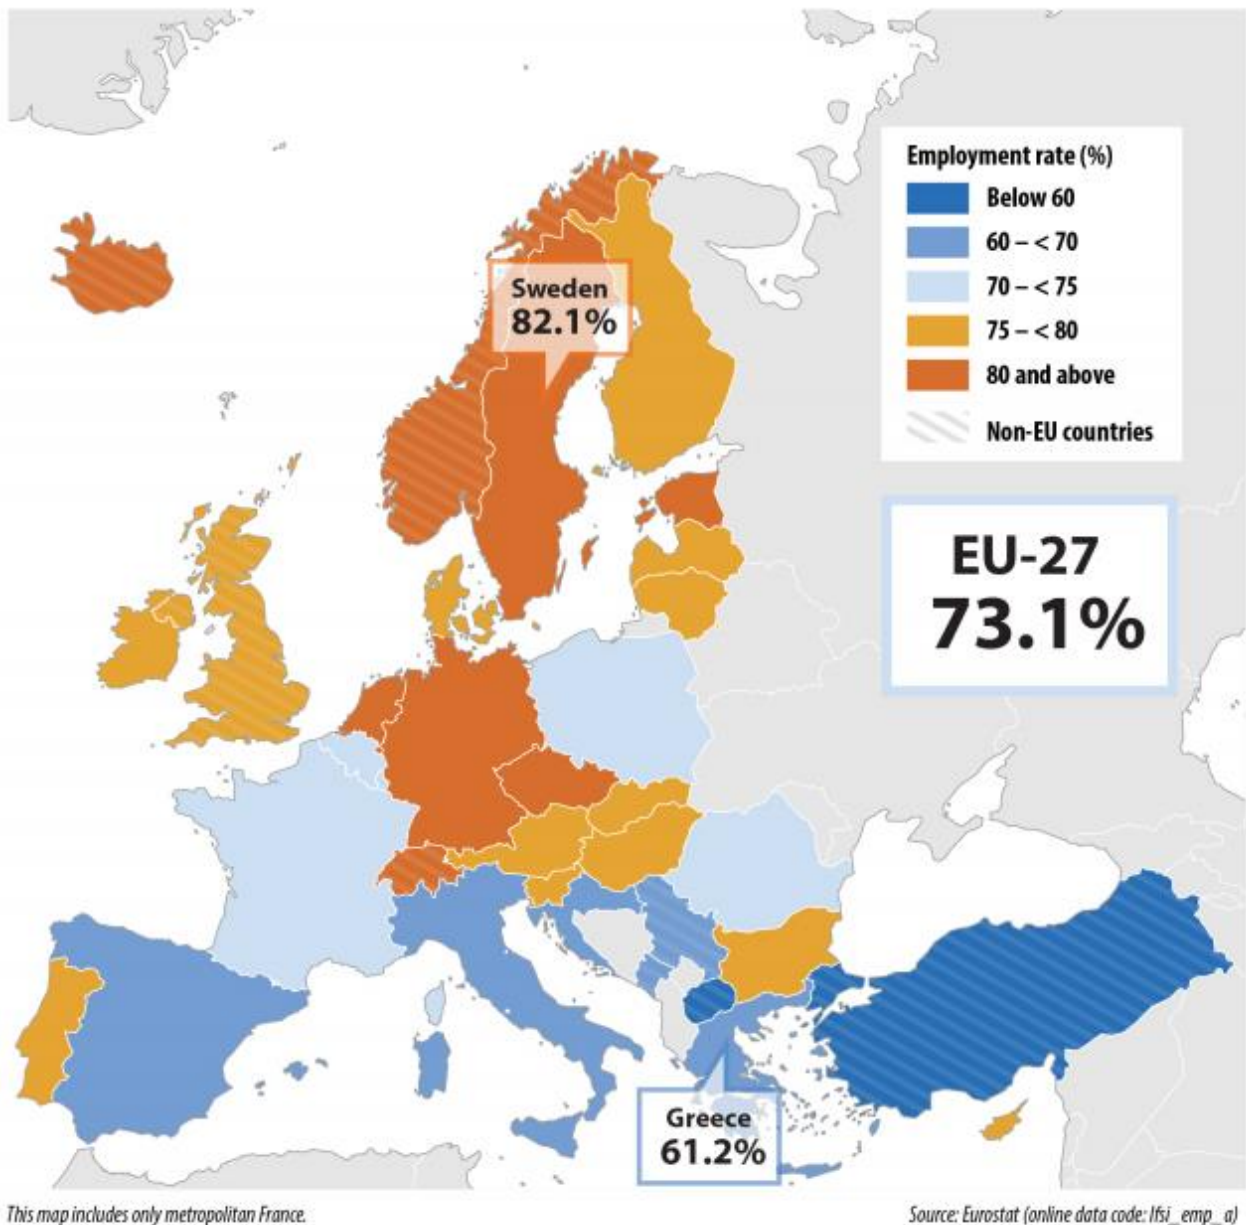 Employment rate (%)
Below 60
60 – < 70
70 – < 75
75 – < 80
80 and above
Non-EU countries
Sweden
82.1%
EU-27
73.1%
Greece
61.2%
This map includes only metropolitan France.
Source: Eurostat (online data code: lfsi_emp_a)